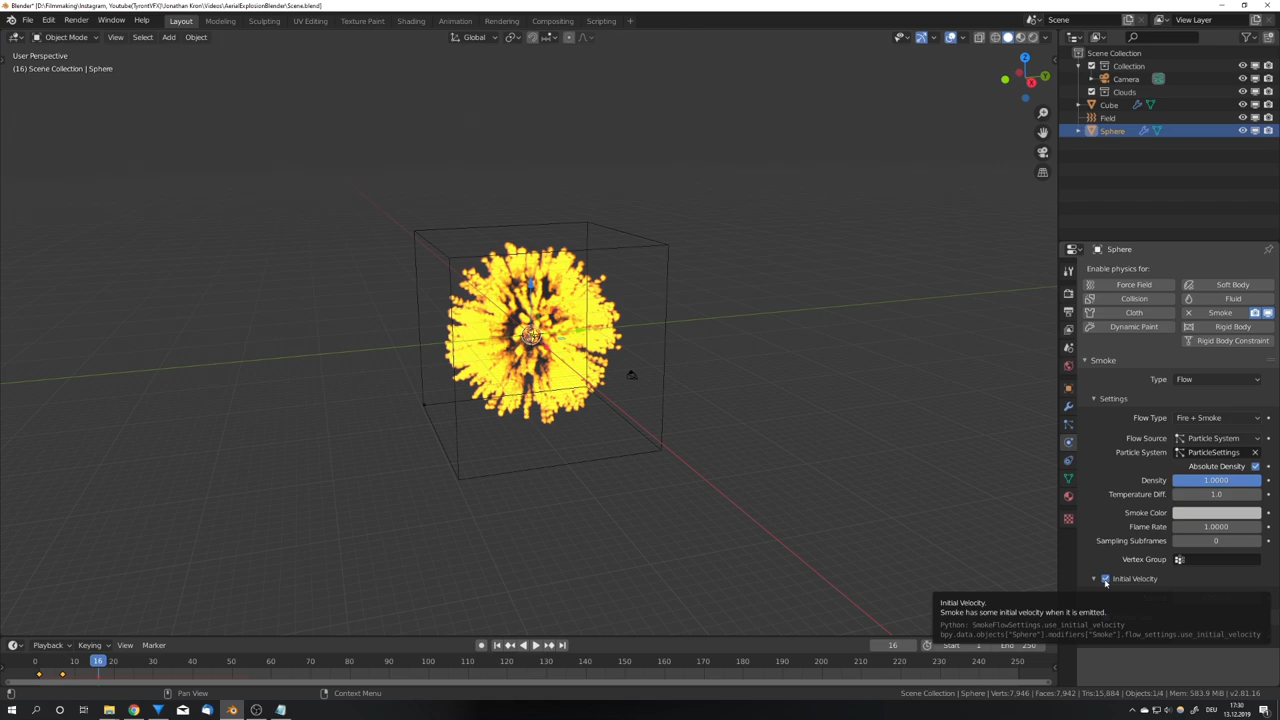 Blender* [D:\Filmmaking\Instagram, Youtube(TyrontVFX)\Jonathan Kron\Videos\AerialExplosionBlender\Scene.blend]
File Edit Render Window Help Layout Modeling Sculpting UV Editing Texture Paint Shading Animation Rendering Compositing Scripting + Scene View Layer
Object Mode View Select Add Object Global
User Perspective
(16) Scene Collection | Sphere
Z
Y
X
Scene Collection
Collection
Camera
Clouds
Cube
Field
Sphere
Sphere
Enable physics for:
Force Field Soft Body
Collision Fluid
Cloth Smoke
Dynamic Paint Rigid Body
Rigid Body Constraint
Smoke
Type Flow
Settings
Flow Type Fire + Smoke
Flow Source Particle System
Particle System ParticleSettings
Absolute Density
Density 1.0000
Temperature Diff. 1.0
Smoke Color
Flame Rate 1.0000
Sampling Subframes 0
Vertex Group
Initial Velocity
Initial Velocity.
Smoke has some initial velocity when it is emitted.
Python: SmokeFlowSettings.use_initial_velocity
bpy.data.objects["Sphere"].modifiers["Smoke"].flow_settings.use_initial_velocity
Playback Keying View Marker 16 Start 1 End 250
0 10 16 20 30 40 50 60 70 80 90 100 110 120 130 140 150 160 170 180 190 200 210 220 230 240 250
Pan View Context Menu Scene Collection | Sphere | Verts:7,946 | Faces:7,942 | Tris:15,884 | Objects:1/4 | Mem: 583.9 MiB | v2.81.16
DEU 17:30
13.12.2019